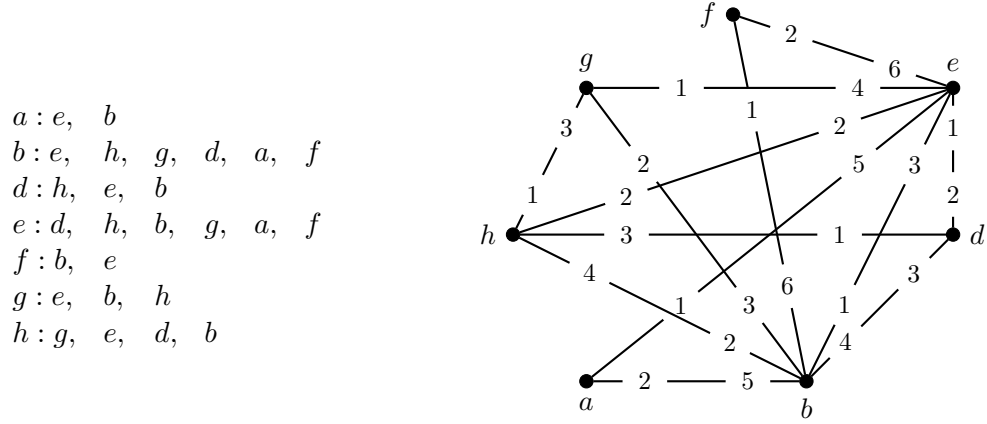 a : e, b
b : e, h, g, d, a, f
d : h, e, b
e : d, h, b, g, a, f
f : b, e
g : e, b, h
h : g, e, d, b
f
2
6
g
e
1
4
1
3
2
1
2
5
3
1
2
2
h
3
1
d
4
3
6
1
3
1
2
4
2
5
a
b